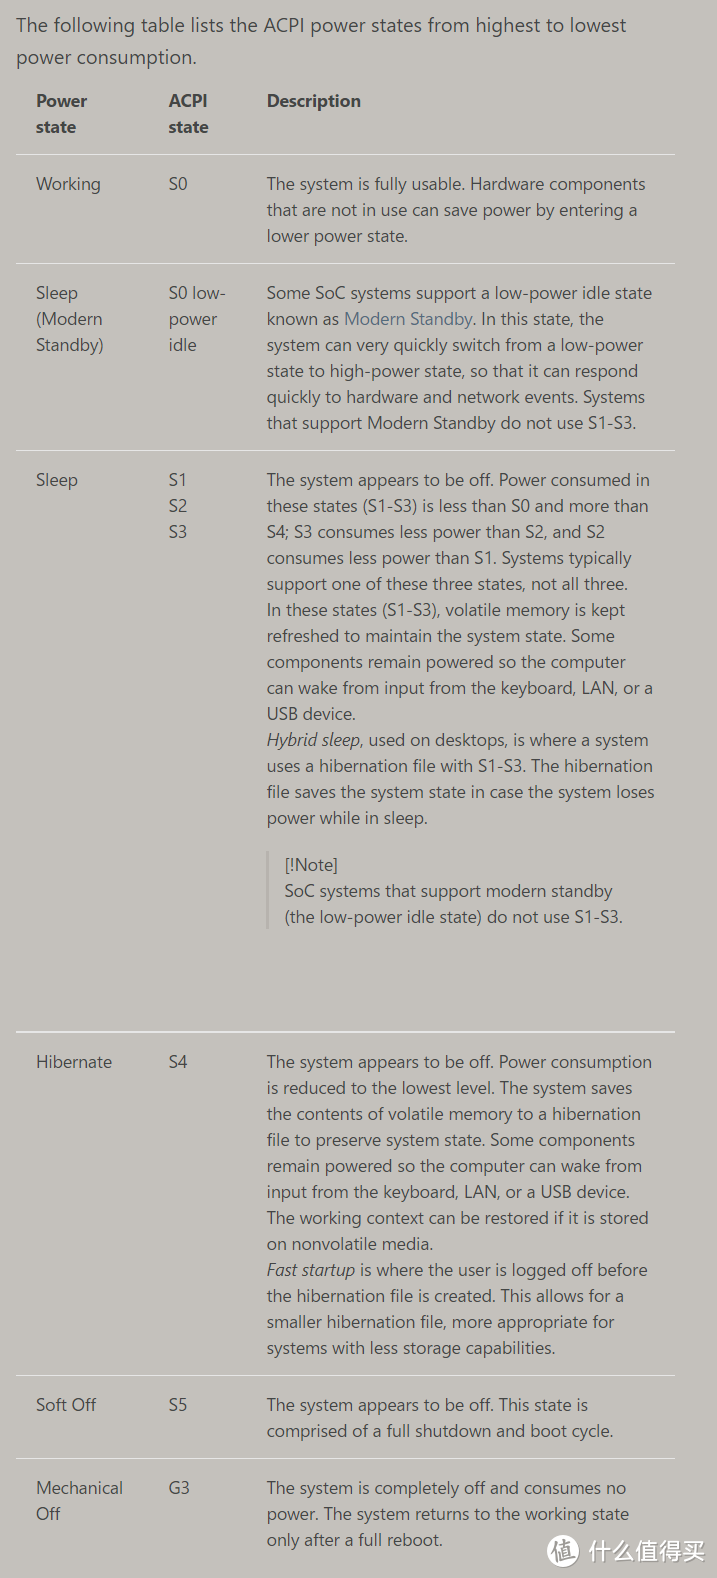 The following table lists the ACPI power states from highest to lowest
power consumption.
Power
state
ACPI
state
Description
Working
S0
The system is fully usable. Hardware components
that are not in use can save power by entering a
lower power state.
Sleep
(Modern
Standby)
S0 low-
power
idle
Some SoC systems support a low-power idle state
known as Modern Standby. In this state, the
system can very quickly switch from a low-power
state to high-power state, so that it can respond
quickly to hardware and network events. Systems
that support Modern Standby do not use S1-S3.
Sleep
S1
S2
S3
The system appears to be off. Power consumed in
these states (S1-S3) is less than S0 and more than
S4; S3 consumes less power than S2, and S2
consumes less power than S1. Systems typically
support one of these three states, not all three.
In these states (S1-S3), volatile memory is kept
refreshed to maintain the system state. Some
components remain powered so the computer
can wake from input from the keyboard, LAN, or a
USB device.
Hybrid sleep, used on desktops, is where a system
uses a hibernation file with S1-S3. The hibernation
file saves the system state in case the system loses
power while in sleep.
[!Note]
SoC systems that support modern standby
(the low-power idle state) do not use S1-S3.
Hibernate
S4
The system appears to be off. Power consumption
is reduced to the lowest level. The system saves
the contents of volatile memory to a hibernation
file to preserve system state. Some components
remain powered so the computer can wake from
input from the keyboard, LAN, or a USB device.
The working context can be restored if it is stored
on nonvolatile media.
Fast startup is where the user is logged off before
the hibernation file is created. This allows for a
smaller hibernation file, more appropriate for
systems with less storage capabilities.
Soft Off
S5
The system appears to be off. This state is
comprised of a full shutdown and boot cycle.
Mechanical
Off
G3
The system is completely off and consumes no
power. The system returns to the working state
only after a full reboot.
值 什么值得买